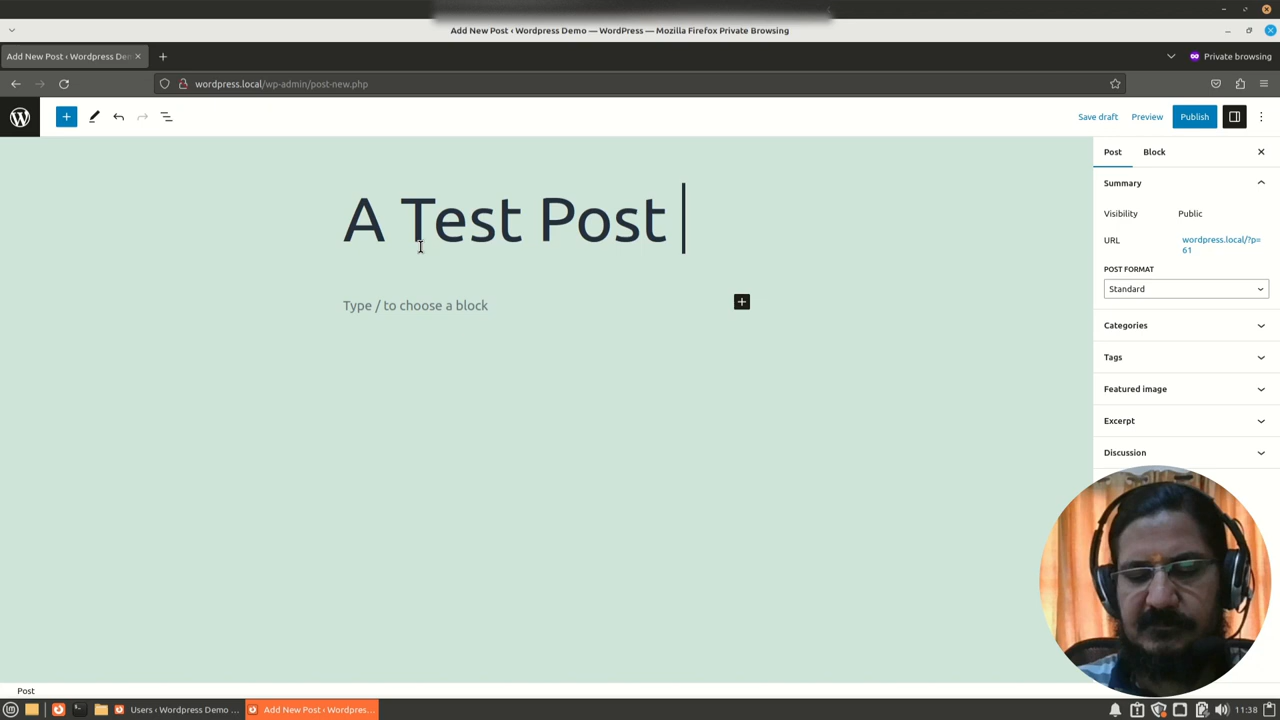 Add New Post ‹ Wordpress Demo — WordPress — Mozilla Firefox Private Browsing
Add New Post ‹ Wordpress Den
Private browsing
wordpress.local/wp-admin/post-new.php
Save draft
Preview
Publish
Post
Block
A Test Post
Type / to choose a block
Summary
Visibility
Public
URL
wordpress.local/?p=
61
POST FORMAT
Standard
Categories
Tags
Featured image
Excerpt
Discussion
Post
Users ‹ Wordpress Demo ...
Add New Post ‹ Wordpres...
11:38